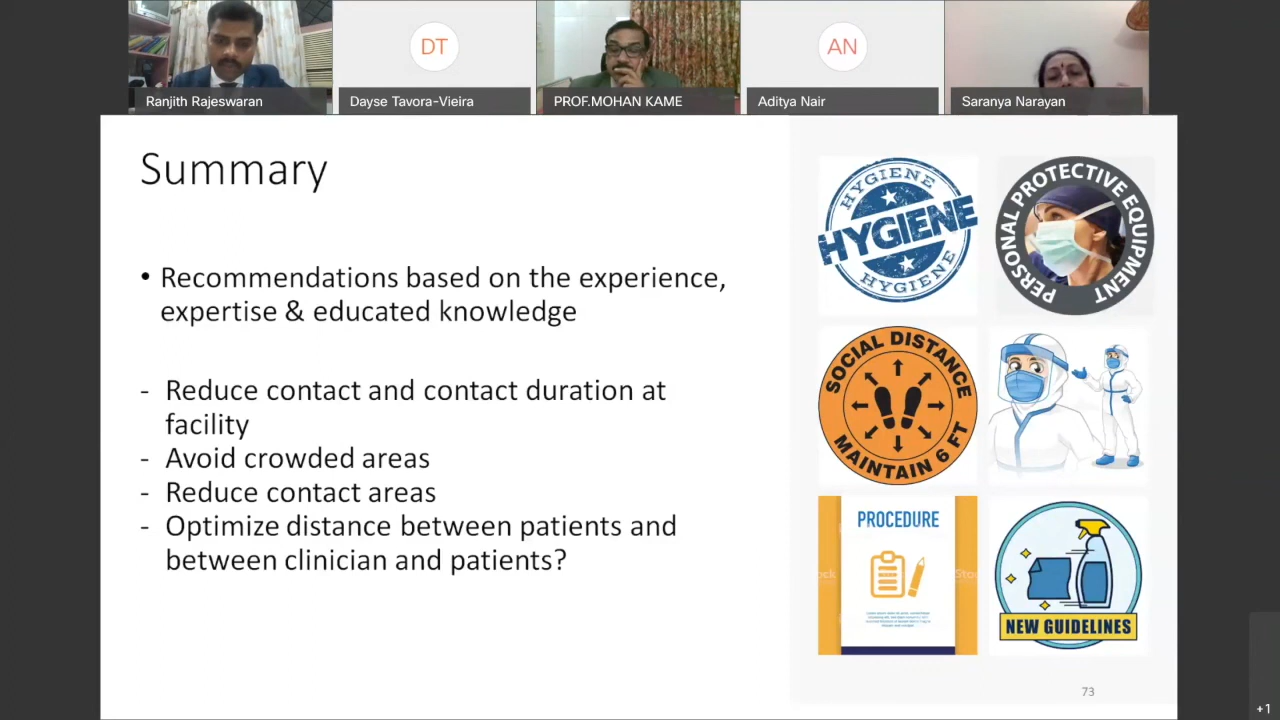 DT
AN
Ranjith Rajeswaran
Dayse Tavora-Vieira
PROF.MOHAN KAME
Aditya Nair
Saranya Narayan
Summary
• Recommendations based on the experience,
expertise & educated knowledge
- Reduce contact and contact duration at
facility
- Avoid crowded areas
- Reduce contact areas
- Optimize distance between patients and
between clinician and patients?
HYGIENE
HYGIENE
HYGIENE
PERSONAL PROTECTIVE EQUIPMENT
SOCIAL DISTANCE
MAINTAIN 6 FT
PROCEDURE
NEW GUIDELINES
73
+1